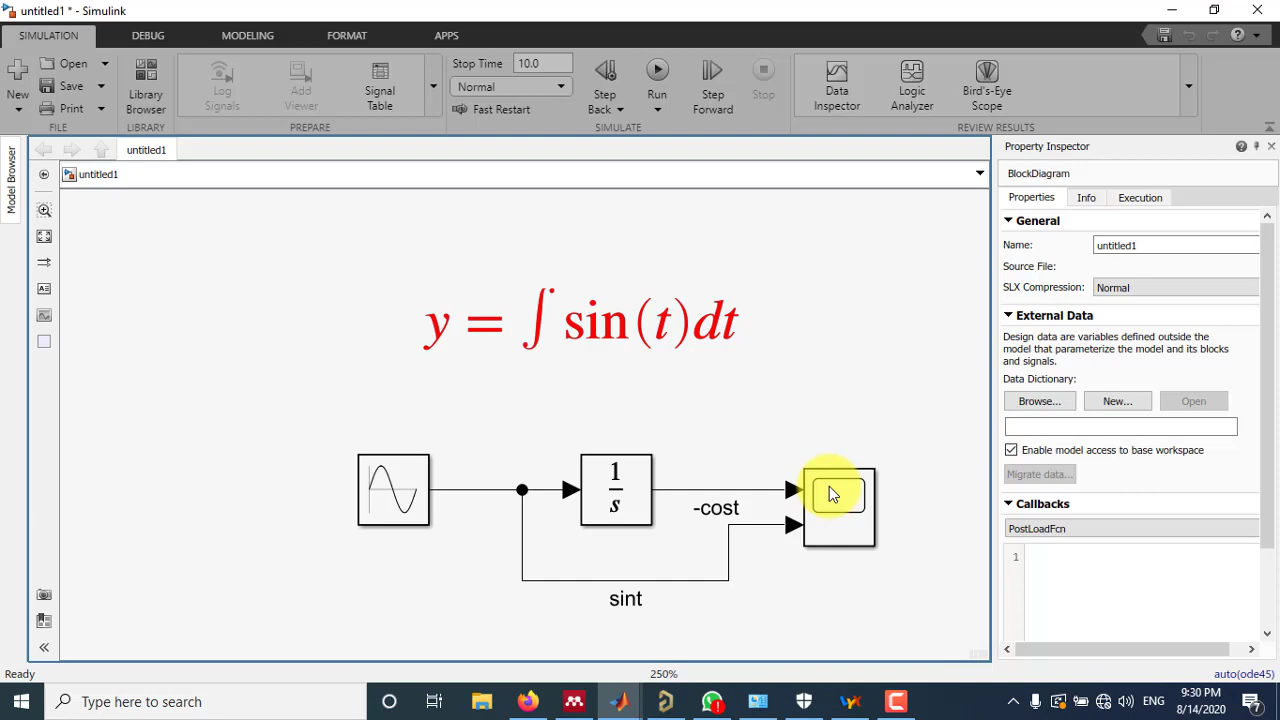 untitled1 * - Simulink
SIMULATION DEBUG MODELING FORMAT APPS
New Open Save Print
Library Browser
Log Signals Add Viewer Signal Table
Stop Time 10.0
Normal
Fast Restart
Step Back Run Step Forward Stop
Data Inspector Logic Analyzer Bird's-Eye Scope
FILE LIBRARY PREPARE SIMULATE REVIEW RESULTS
Model Browser
untitled1
untitled1
y = ∫ sin(t)dt
1
s
-cost
sint
Property Inspector
BlockDiagram
Properties Info Execution
General
Name: untitled1
Source File:
SLX Compression: Normal
External Data
Design data are variables defined outside the
model that parameterize the model and its blocks
and signals.
Data Dictionary:
Browse... New... Open
Enable model access to base workspace
Migrate data...
Callbacks
PostLoadFcn
1
Ready 250% auto(ode45)
Type here to search
ENG
9:30 PM
8/14/2020
7